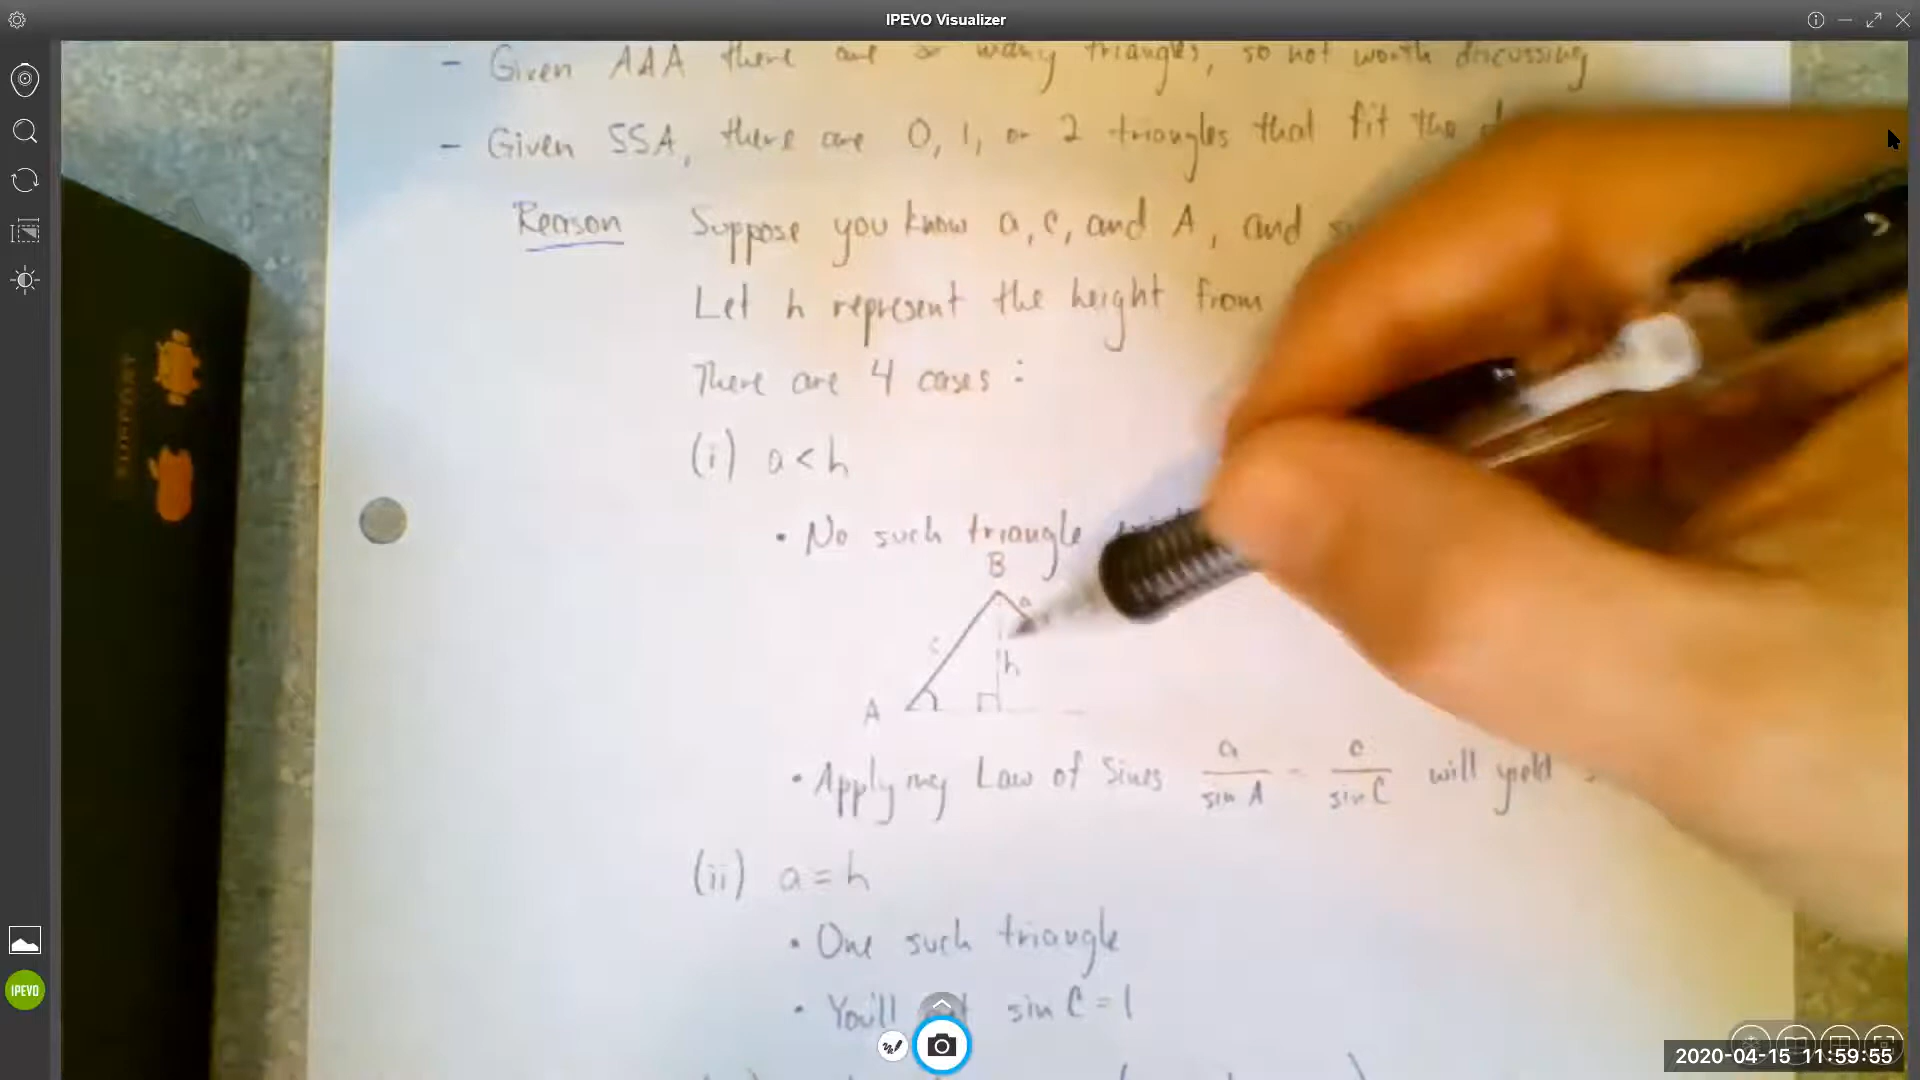 IPEVO Visualizer
- Given AAA there are ∞ many triangles, so not worth discussing
- Given SSA, there are 0, 1, or 2 triangles that fit the
Reason Suppose you know a, c, and A, and
Let h represent the height from
There are 4 cases:
(i) a < h
• No such triangle
B
a
c
h
A
• Applying Law of Sines a/sin A = c/sin C will yield
(ii) a = h
• One such triangle
• You'll get sin C = 1
IPEVO
2020-04-15 11:59:55